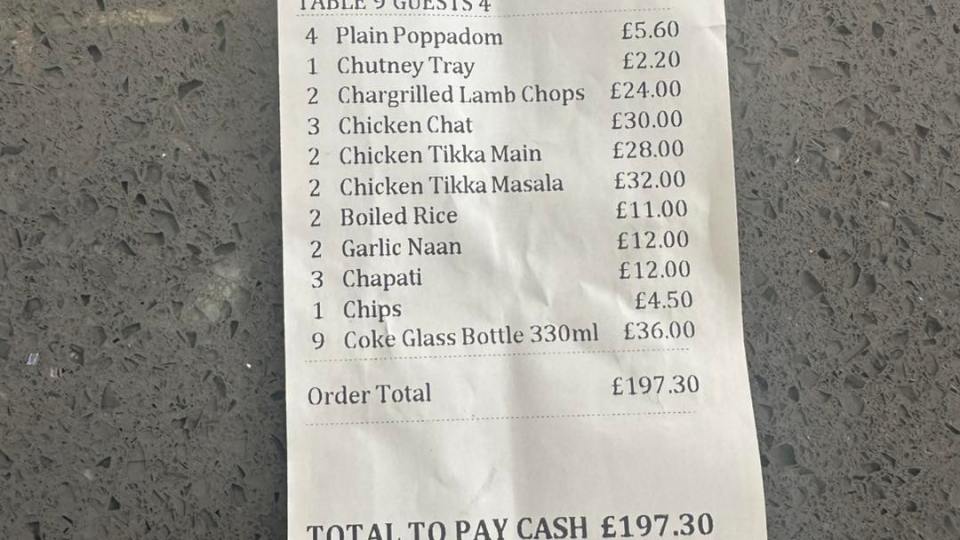 TABLE 9 GUESTS 4
4 Plain Poppadom £5.60
1 Chutney Tray £2.20
2 Chargrilled Lamb Chops £24.00
3 Chicken Chat £30.00
2 Chicken Tikka Main £28.00
2 Chicken Tikka Masala £32.00
2 Boiled Rice £11.00
2 Garlic Naan £12.00
3 Chapati £12.00
1 Chips £4.50
9 Coke Glass Bottle 330ml £36.00
Order Total £197.30
TOTAL TO PAY CASH £197.30